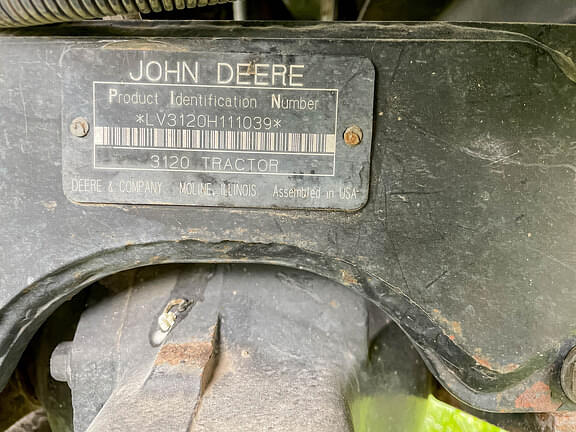 JOHN DEERE
Product Identification Number
*LV3120H111039*
3120 TRACTOR
DEERE & COMPANY MOLINE, ILLINOIS Assembled in USA